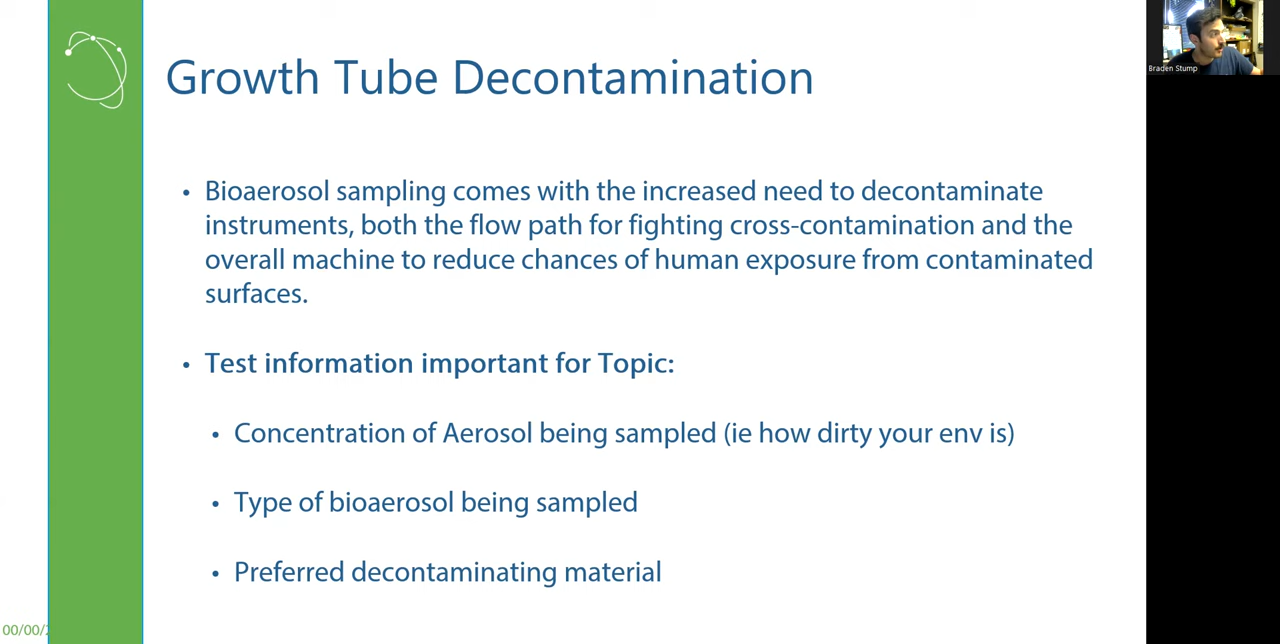 Growth Tube Decontamination
• Bioaerosol sampling comes with the increased need to decontaminate
instruments, both the flow path for fighting cross-contamination and the
overall machine to reduce chances of human exposure from contaminated
surfaces.
• Test information important for Topic:
• Concentration of Aerosol being sampled (ie how dirty your env is)
• Type of bioaerosol being sampled
• Preferred decontaminating material
00/00/2
Braden Stump